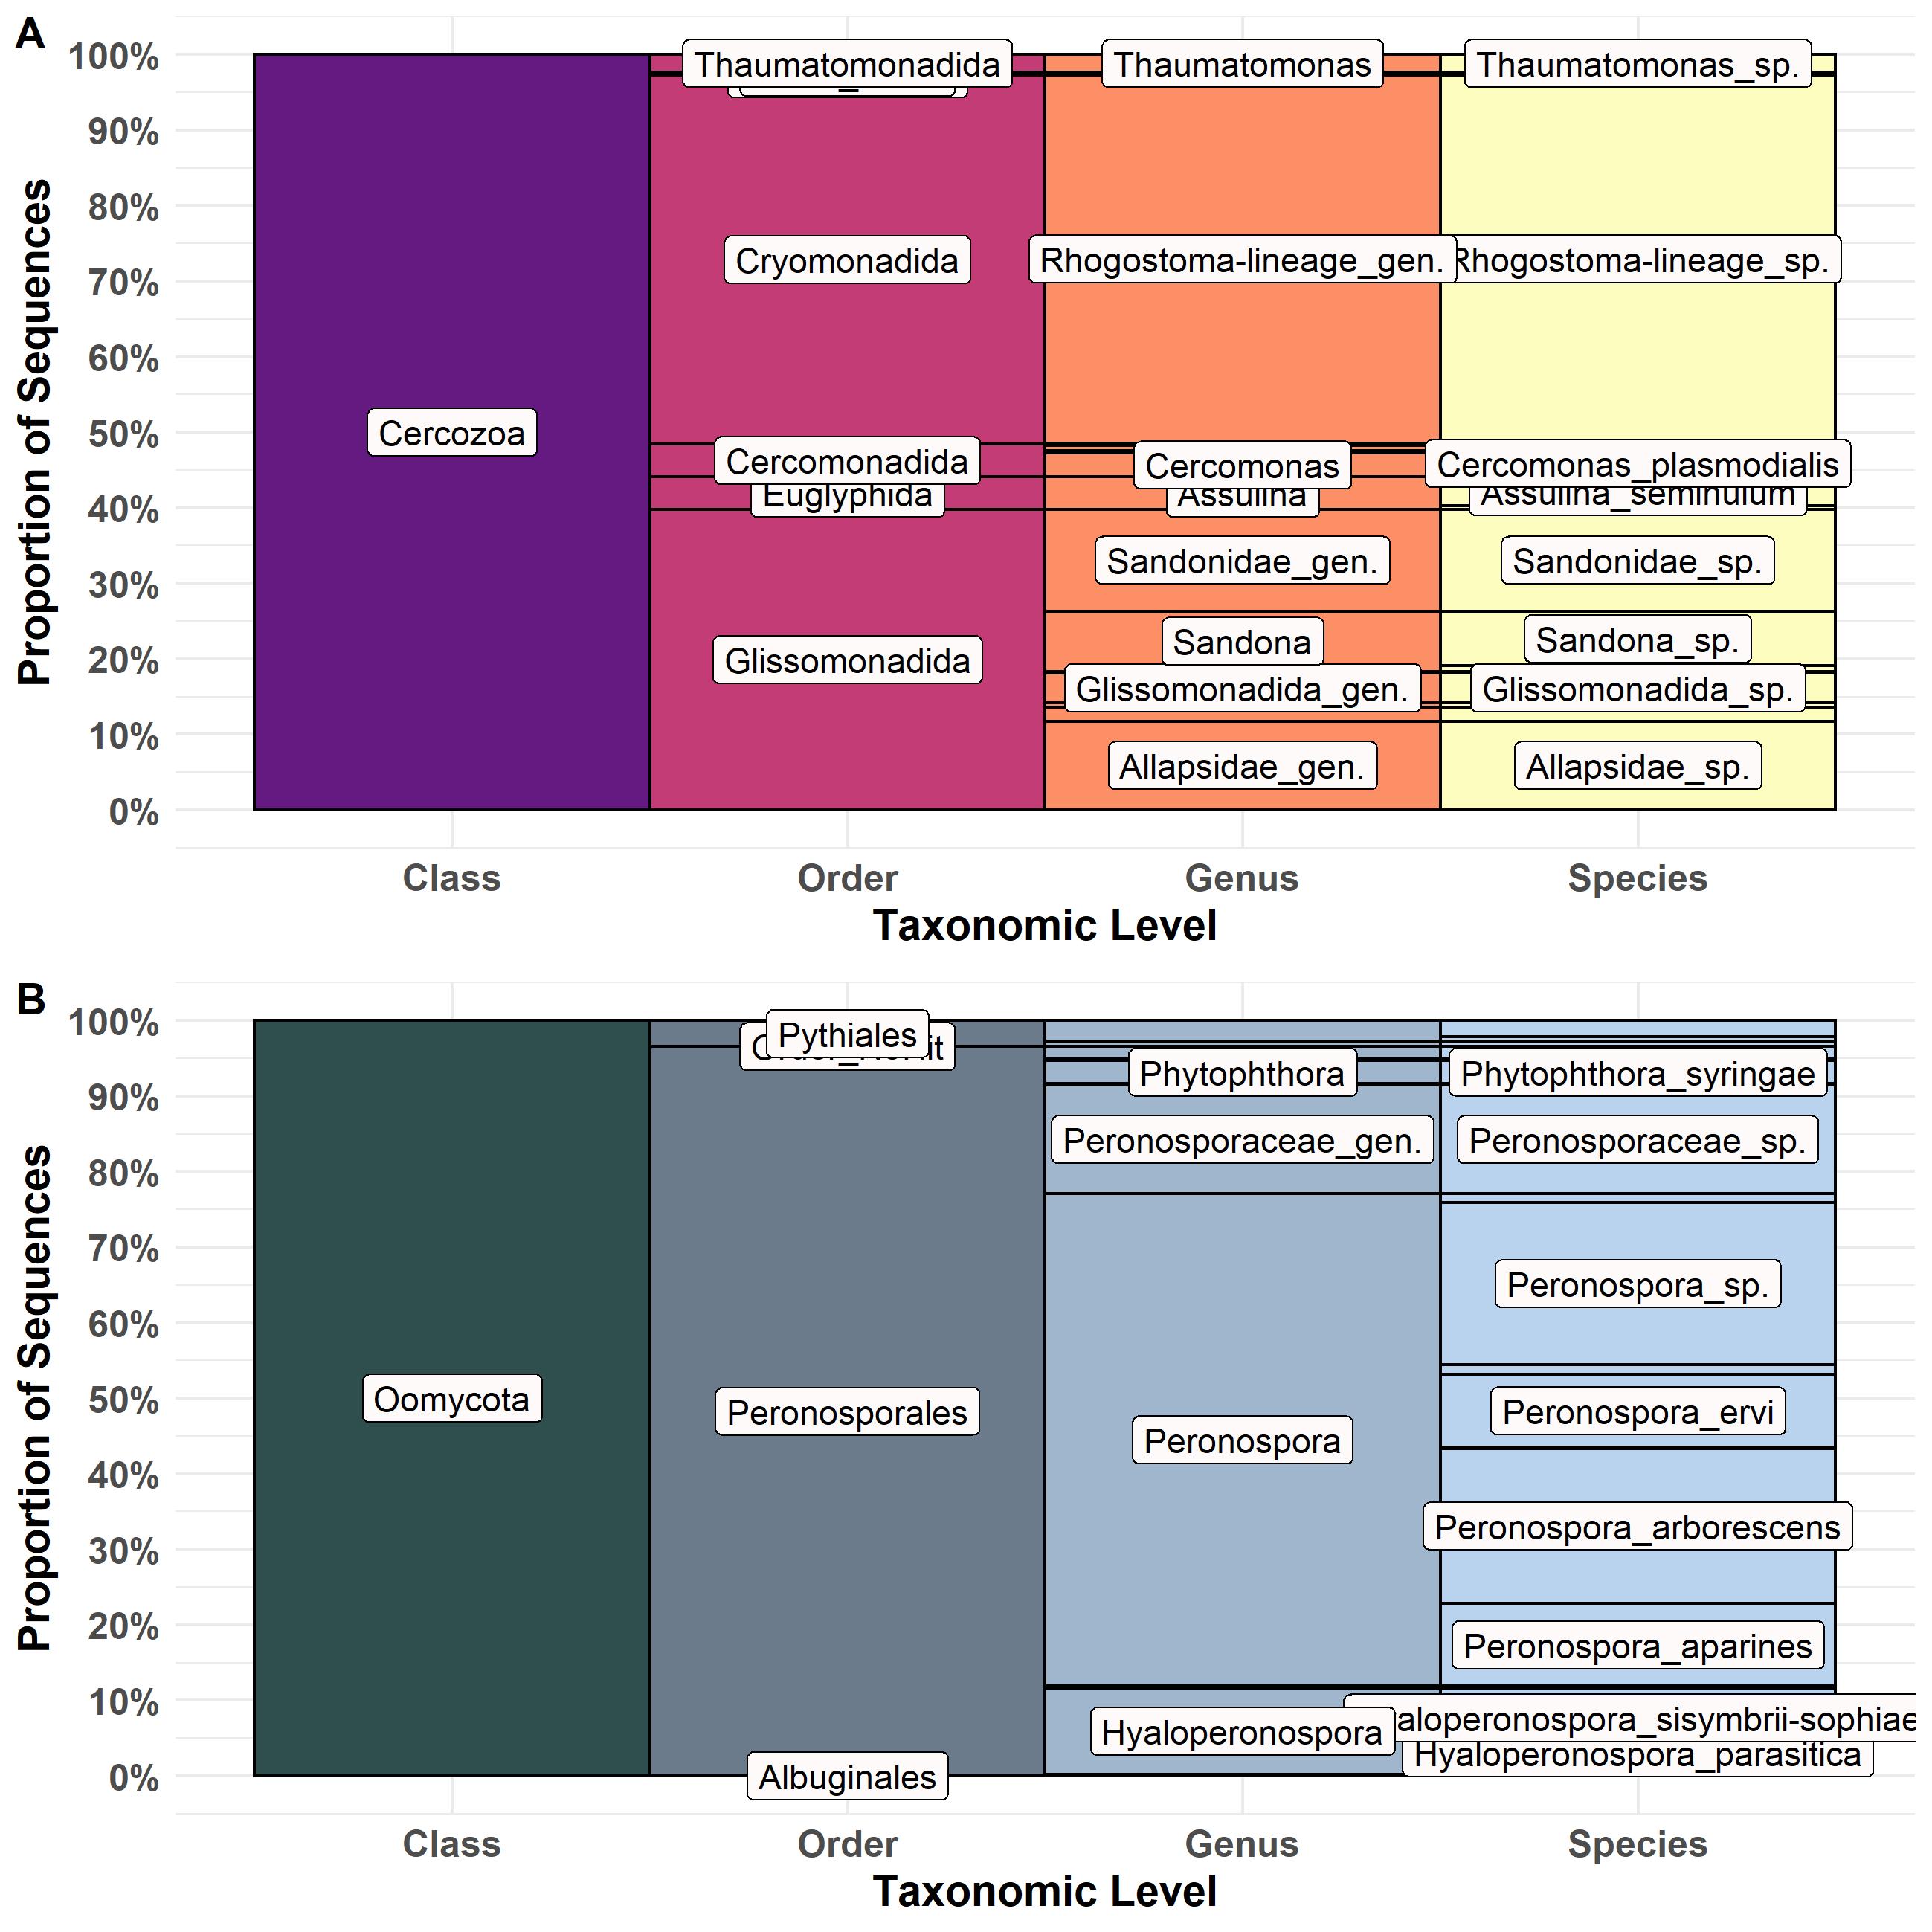 A
Proportion of Sequences
100%
90%
80%
70%
60%
50%
40%
30%
20%
10%
0%
Cercozoa
Thaumatomonadida
Cryomonadida
Cercomonadida
Euglyphida
Glissomonadida
Thaumatomonas
Rhogostoma-lineage_gen.
Cercomonas
Assulina
Sandonidae_gen.
Sandona
Glissomonadida_gen.
Allapsidae_gen.
Thaumatomonas_sp.
Rhogostoma-lineage_sp.
Cercomonas_plasmodialis
Assulina_seminulum
Sandonidae_sp.
Sandona_sp.
Glissomonadida_sp.
Allapsidae_sp.
Class Order Genus Species
Taxonomic Level
B
Proportion of Sequences
100%
90%
80%
70%
60%
50%
40%
30%
20%
10%
0%
Oomycota
Pythiales
Peronosporales
Albuginales
Phytophthora
Peronosporaceae_gen.
Peronospora
Hyaloperonospora
Phytophthora_syringae
Peronosporaceae_sp.
Peronospora_sp.
Peronospora_ervi
Peronospora_arborescens
Peronospora_aparines
aloperonospora_sisymbrii-sophiae
Hyaloperonospora_parasitica
Class Order Genus Species
Taxonomic Level